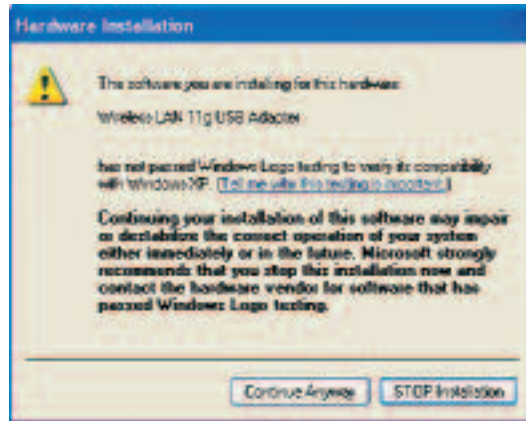 Hardware Installation
The software you are installing for this hardware:
Wireless LAN 11g USB Adapter
has not passed Windows Logo testing to verify its compatibility
with Windows XP. (Tell me why this testing is important.)
Continuing your installation of this software may impair
or destabilize the correct operation of your system
either immediately or in the future. Microsoft strongly
recommends that you stop this installation now and
contact the hardware vendor for software that has
passed Windows Logo testing.
Continue Anyway
STOP Installation